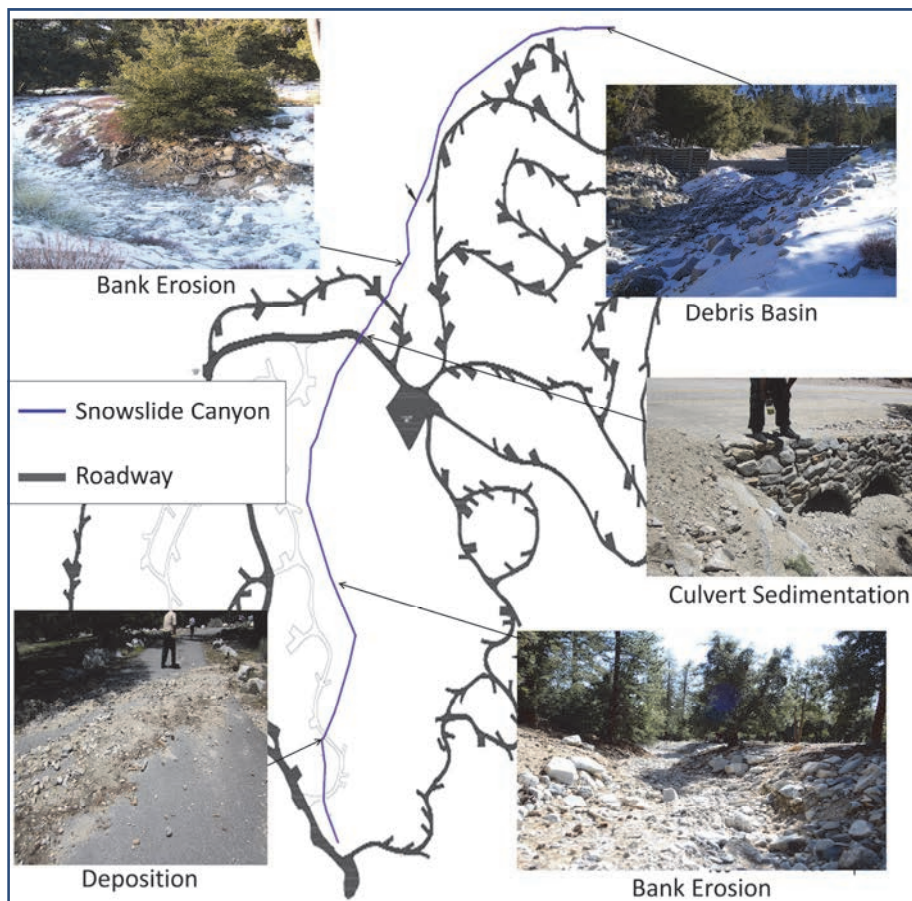 Bank Erosion
Debris Basin
Snowslide Canyon
Roadway
Culvert Sedimentation
Deposition
Bank Erosion